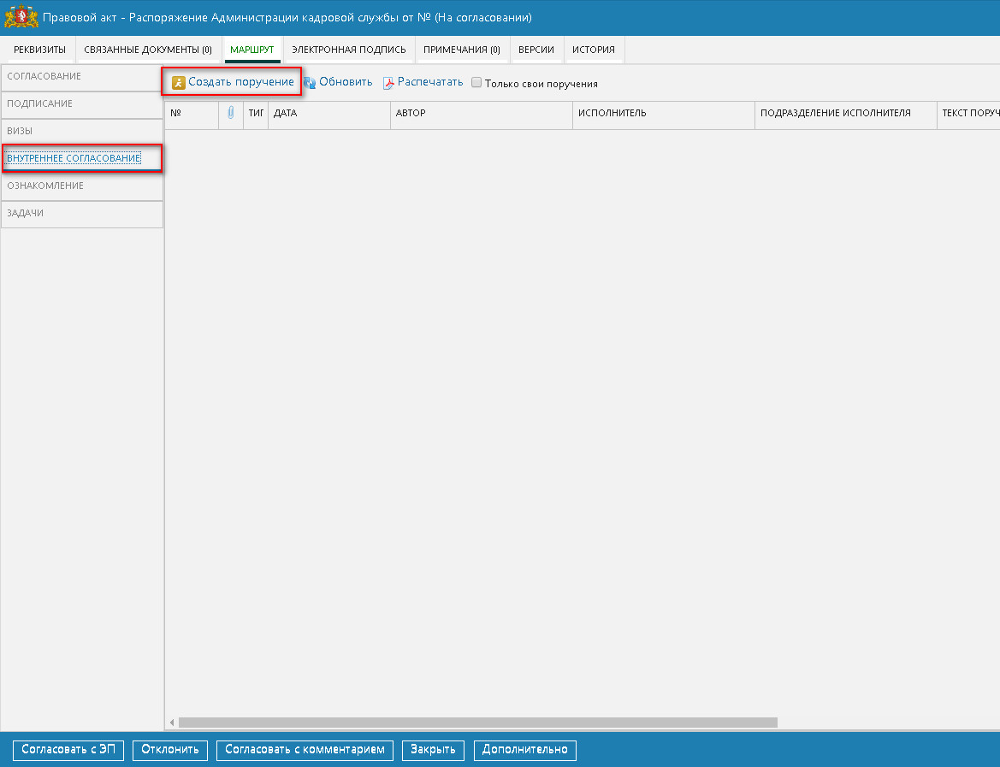 Правовой акт - Распоряжение Администрации кадровой службы от № (На согласовании)
РЕКВИЗИТЫ СВЯЗАННЫЕ ДОКУМЕНТЫ (0) МАРШРУТ ЭЛЕКТРОННАЯ ПОДПИСЬ ПРИМЕЧАНИЯ (0) ВЕРСИИ ИСТОРИЯ
СОГЛАСОВАНИЕ
ПОДПИСАНИЕ
ВИЗЫ
ВНУТРЕННЕЕ СОГЛАСОВАНИЕ
ОЗНАКОМЛЕНИЕ
ЗАДАЧИ
Создать поручение Обновить Распечатать Только свои поручения
№ ТИГ ДАТА АВТОР ИСПОЛНИТЕЛЬ ПОДРАЗДЕЛЕНИЕ ИСПОЛНИТЕЛЯ ТЕКСТ ПОРУЧ
Согласовать с ЭП Отклонить Согласовать с комментарием Закрыть Дополнительно